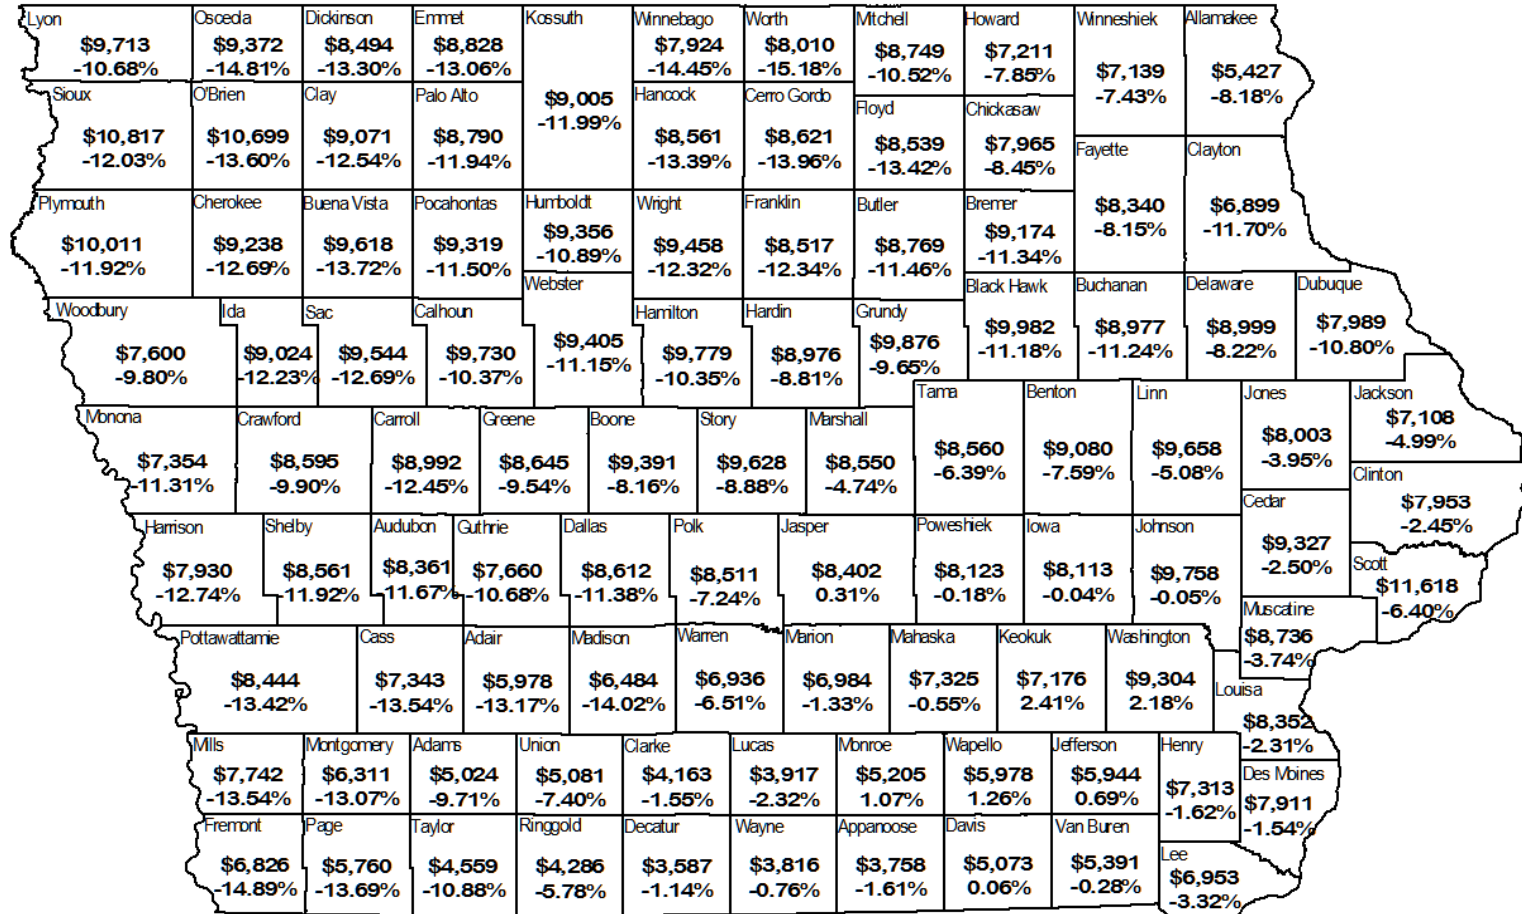 Lyon
$9,713
-10.68%
Osceola
$9,372
-14.81%
Dickinson
$8,494
-13.30%
Emmet
$8,828
-13.06%
Kossuth
$9,005
-11.99%
Winnebago
$7,924
-14.45%
Worth
$8,010
-15.18%
Mitchell
$8,749
-10.52%
Howard
$7,211
-7.85%
Winneshiek
$7,139
-7.43%
Allamakee
$5,427
-8.18%
Sioux
$10,817
-12.03%
O'Brien
$10,699
-13.60%
Clay
$9,071
-12.54%
Palo Alto
$8,790
-11.94%
Hancock
$8,561
-13.39%
Cerro Gordo
$8,621
-13.96%
Floyd
$8,539
-13.42%
Chickasaw
$7,965
-8.45%
Fayette
$8,340
-8.15%
Clayton
$6,899
-11.70%
Plymouth
$10,011
-11.92%
Cherokee
$9,238
-12.69%
Buena Vista
$9,618
-13.72%
Pocahontas
$9,319
-11.50%
Humboldt
$9,356
-10.89%
Wright
$9,458
-12.32%
Franklin
$8,517
-12.34%
Butler
$8,769
-11.46%
Bremer
$9,174
-11.34%
Woodbury
$7,600
-9.80%
Ida
$9,024
-12.23%
Sac
$9,544
-12.69%
Calhoun
$9,730
-10.37%
Webster
$9,405
-11.15%
Hamilton
$9,779
-10.35%
Hardin
$8,976
-8.81%
Grundy
$9,876
-9.65%
Black Hawk
$9,982
-11.18%
Buchanan
$8,977
-11.24%
Delaware
$8,999
-8.22%
Dubuque
$7,989
-10.80%
Monona
$7,354
-11.31%
Crawford
$8,595
-9.90%
Carroll
$8,992
-12.45%
Greene
$8,645
-9.54%
Boone
$9,391
-8.16%
Story
$9,628
-8.88%
Marshall
$8,550
-4.74%
Tama
$8,560
-6.39%
Benton
$9,080
-7.59%
Linn
$9,658
-5.08%
Jones
$8,003
-3.95%
Jackson
$7,108
-4.99%
Clinton
$7,953
-2.45%
Cedar
$9,327
-2.50%
Harrison
$7,930
-12.74%
Shelby
$8,561
-11.92%
Audubon
$8,361
-11.67%
Guthrie
$7,660
-10.68%
Dallas
$8,612
-11.38%
Polk
$8,511
-7.24%
Jasper
$8,402
0.31%
Poweshiek
$8,123
-0.18%
Iowa
$8,113
-0.04%
Johnson
$9,758
-0.05%
Scott
$11,618
-6.40%
Muscatine
$8,736
-3.74%
Pottawattamie
$8,444
-13.42%
Cass
$7,343
-13.54%
Adair
$5,978
-13.17%
Madison
$6,484
-14.02%
Warren
$6,936
-6.51%
Marion
$6,984
-1.33%
Mahaska
$7,325
-0.55%
Keokuk
$7,176
2.41%
Washington
$9,304
2.18%
Louisa
$8,352
-2.31%
Mills
$7,742
-13.54%
Montgomery
$6,311
-13.07%
Adams
$5,024
-9.71%
Union
$5,081
-7.40%
Clarke
$4,163
-1.55%
Lucas
$3,917
-2.32%
Monroe
$5,205
1.07%
Wapello
$5,978
1.26%
Jefferson
$5,944
0.69%
Henry
$7,313
-1.62%
Des Moines
$7,911
-1.54%
Fremont
$6,826
-14.89%
Page
$5,760
-13.69%
Taylor
$4,559
-10.88%
Ringgold
$4,286
-5.78%
Decatur
$3,587
-1.14%
Wayne
$3,816
-0.76%
Appanoose
$3,758
-1.61%
Davis
$5,073
0.06%
Van Buren
$5,391
-0.28%
Lee
$6,953
-3.32%